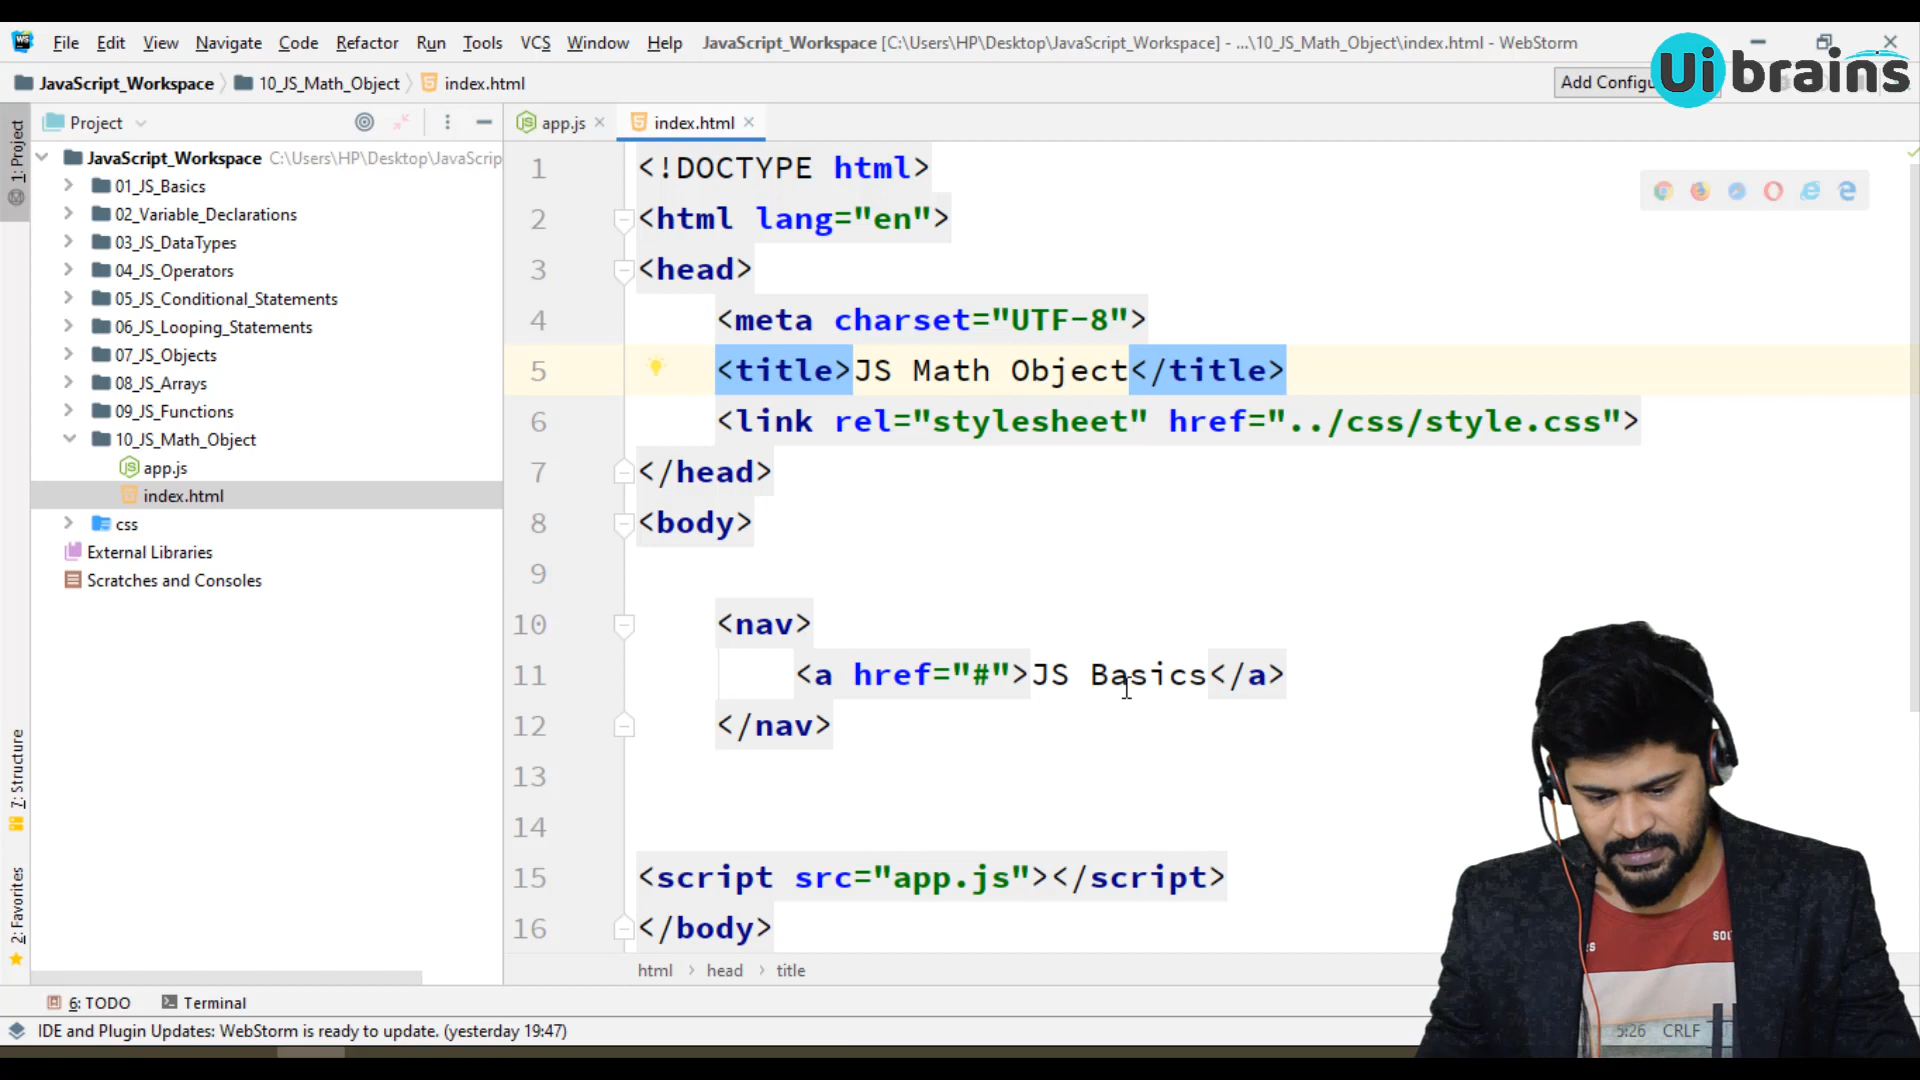 WS File Edit View Navigate Code Refactor Run Tools VCS Window Help JavaScript_Workspace [C:\Users\HP\Desktop\JavaScript_Workspace] - ...\10_JS_Math_Object\index.html - WebStorm
JavaScript_Workspace 10_JS_Math_Object index.html Add Configu
Ui brains
1: Project
Project
app.js
index.html
JavaScript_Workspace C:\Users\HP\Desktop\JavaScrip
01_JS_Basics
02_Variable_Declarations
03_JS_DataTypes
04_JS_Operators
05_JS_Conditional_Statements
06_JS_Looping_Statements
07_JS_Objects
08_JS_Arrays
09_JS_Functions
10_JS_Math_Object
app.js
index.html
css
External Libraries
Scratches and Consoles
7: Structure
2: Favorites
1 <!DOCTYPE html>
2 <html lang="en">
3 <head>
4 <meta charset="UTF-8">
5 <title>JS Math Object</title>
6 <link rel="stylesheet" href="../css/style.css">
7 </head>
8 <body>
9
10 <nav>
11 <a href="#">JS Basics</a>
12 </nav>
13
14
15 <script src="app.js"></script>
16 </body>
html head title
6: TODO Terminal
IDE and Plugin Updates: WebStorm is ready to update. (yesterday 19:47) 5:26 CRLF